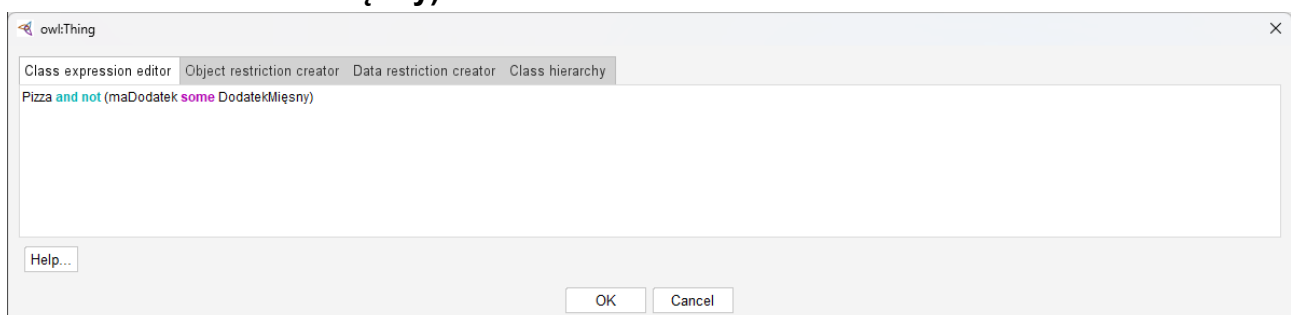 owl:Thing
Class expression editor Object restriction creator Data restriction creator Class hierarchy
Pizza and not (maDodatek some DodatekMięsny)
Help...
OK Cancel